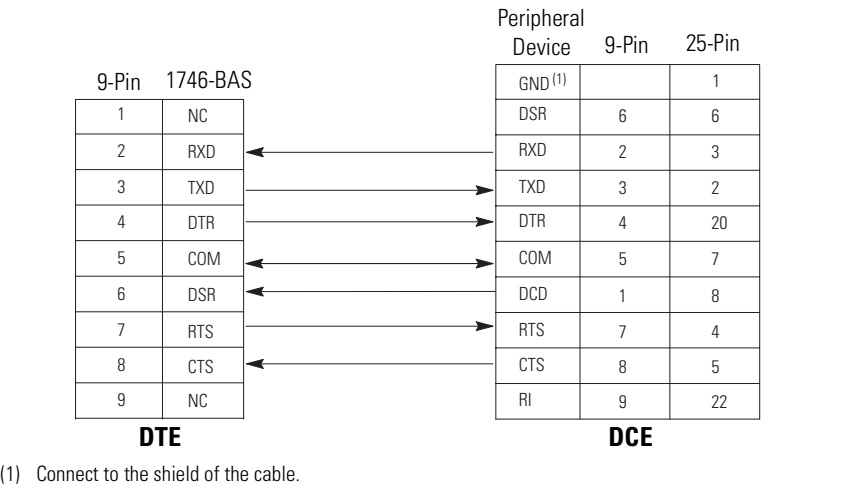 Peripheral
Device 9-Pin 25-Pin
9-Pin 1746-BAS
GND (1) 1
1 NC DSR 6 6
2 RXD RXD 2 3
3 TXD TXD 3 2
4 DTR DTR 4 20
5 COM COM 5 7
6 DSR DCD 1 8
7 RTS RTS 7 4
8 CTS CTS 8 5
9 NC RI 9 22
DTE DCE
(1) Connect to the shield of the cable.